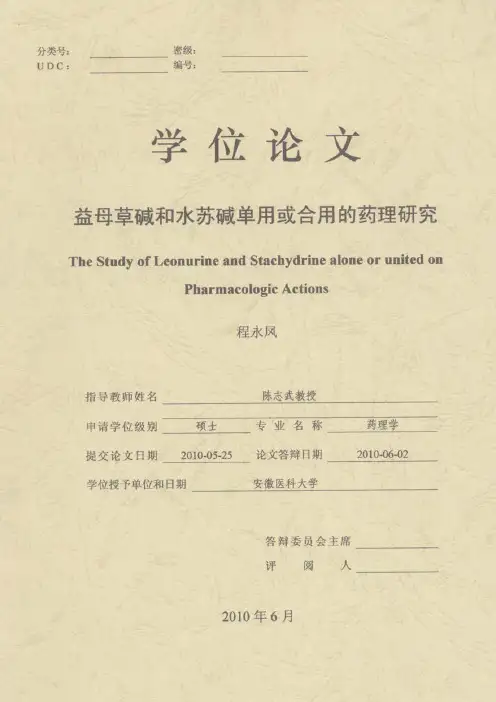 分类号： 密级：
UDC： 编号：
学位论文
益母草碱和水苏碱单用或合用的药理研究
The Study of Leonurine and Stachydrine alone or united on
Pharmacologic Actions
程永凤
指导教师姓名 陈志武教授
申请学位级别 硕士 专业名称 药理学
提交论文日期 2010-05-25 论文答辩日期 2010-06-02
学位授予单位和日期 安徽医科大学
答辩委员会主席
评阅人
2010年6月